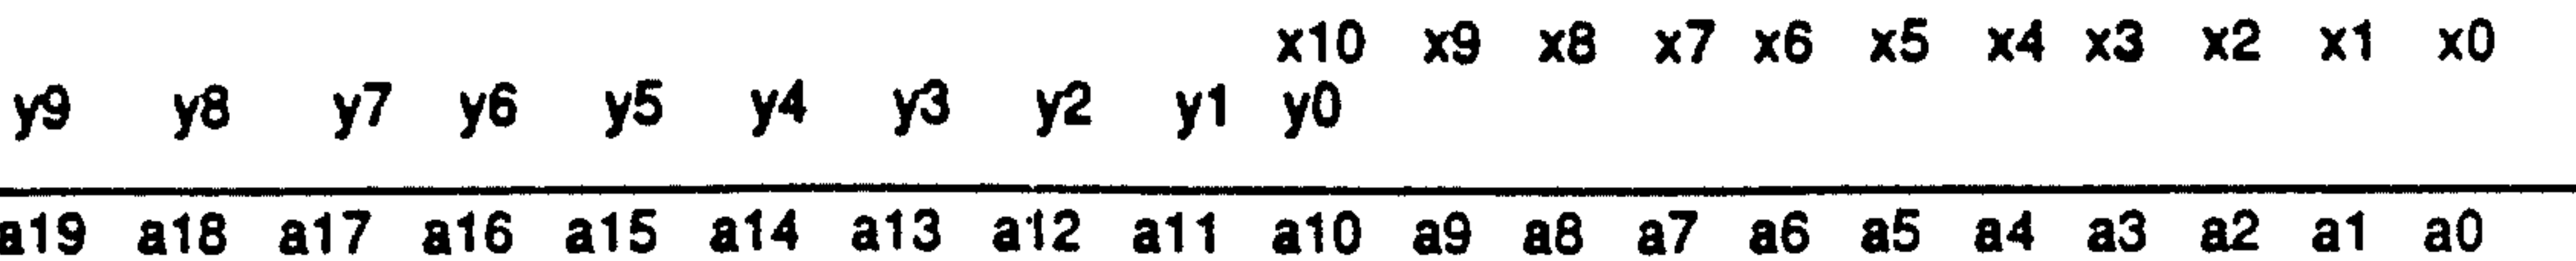 x10 x9 x8 x7 x6 x5 x4 x3 x2 x1 x0
y9 y8 y7 y6 y5 y4 y3 y2 y1 y0
a19 a18 a17 a16 a15 a14 a13 a12 a11 a10 a9 a8 a7 a6 a5 a4 a3 a2 a1 a0